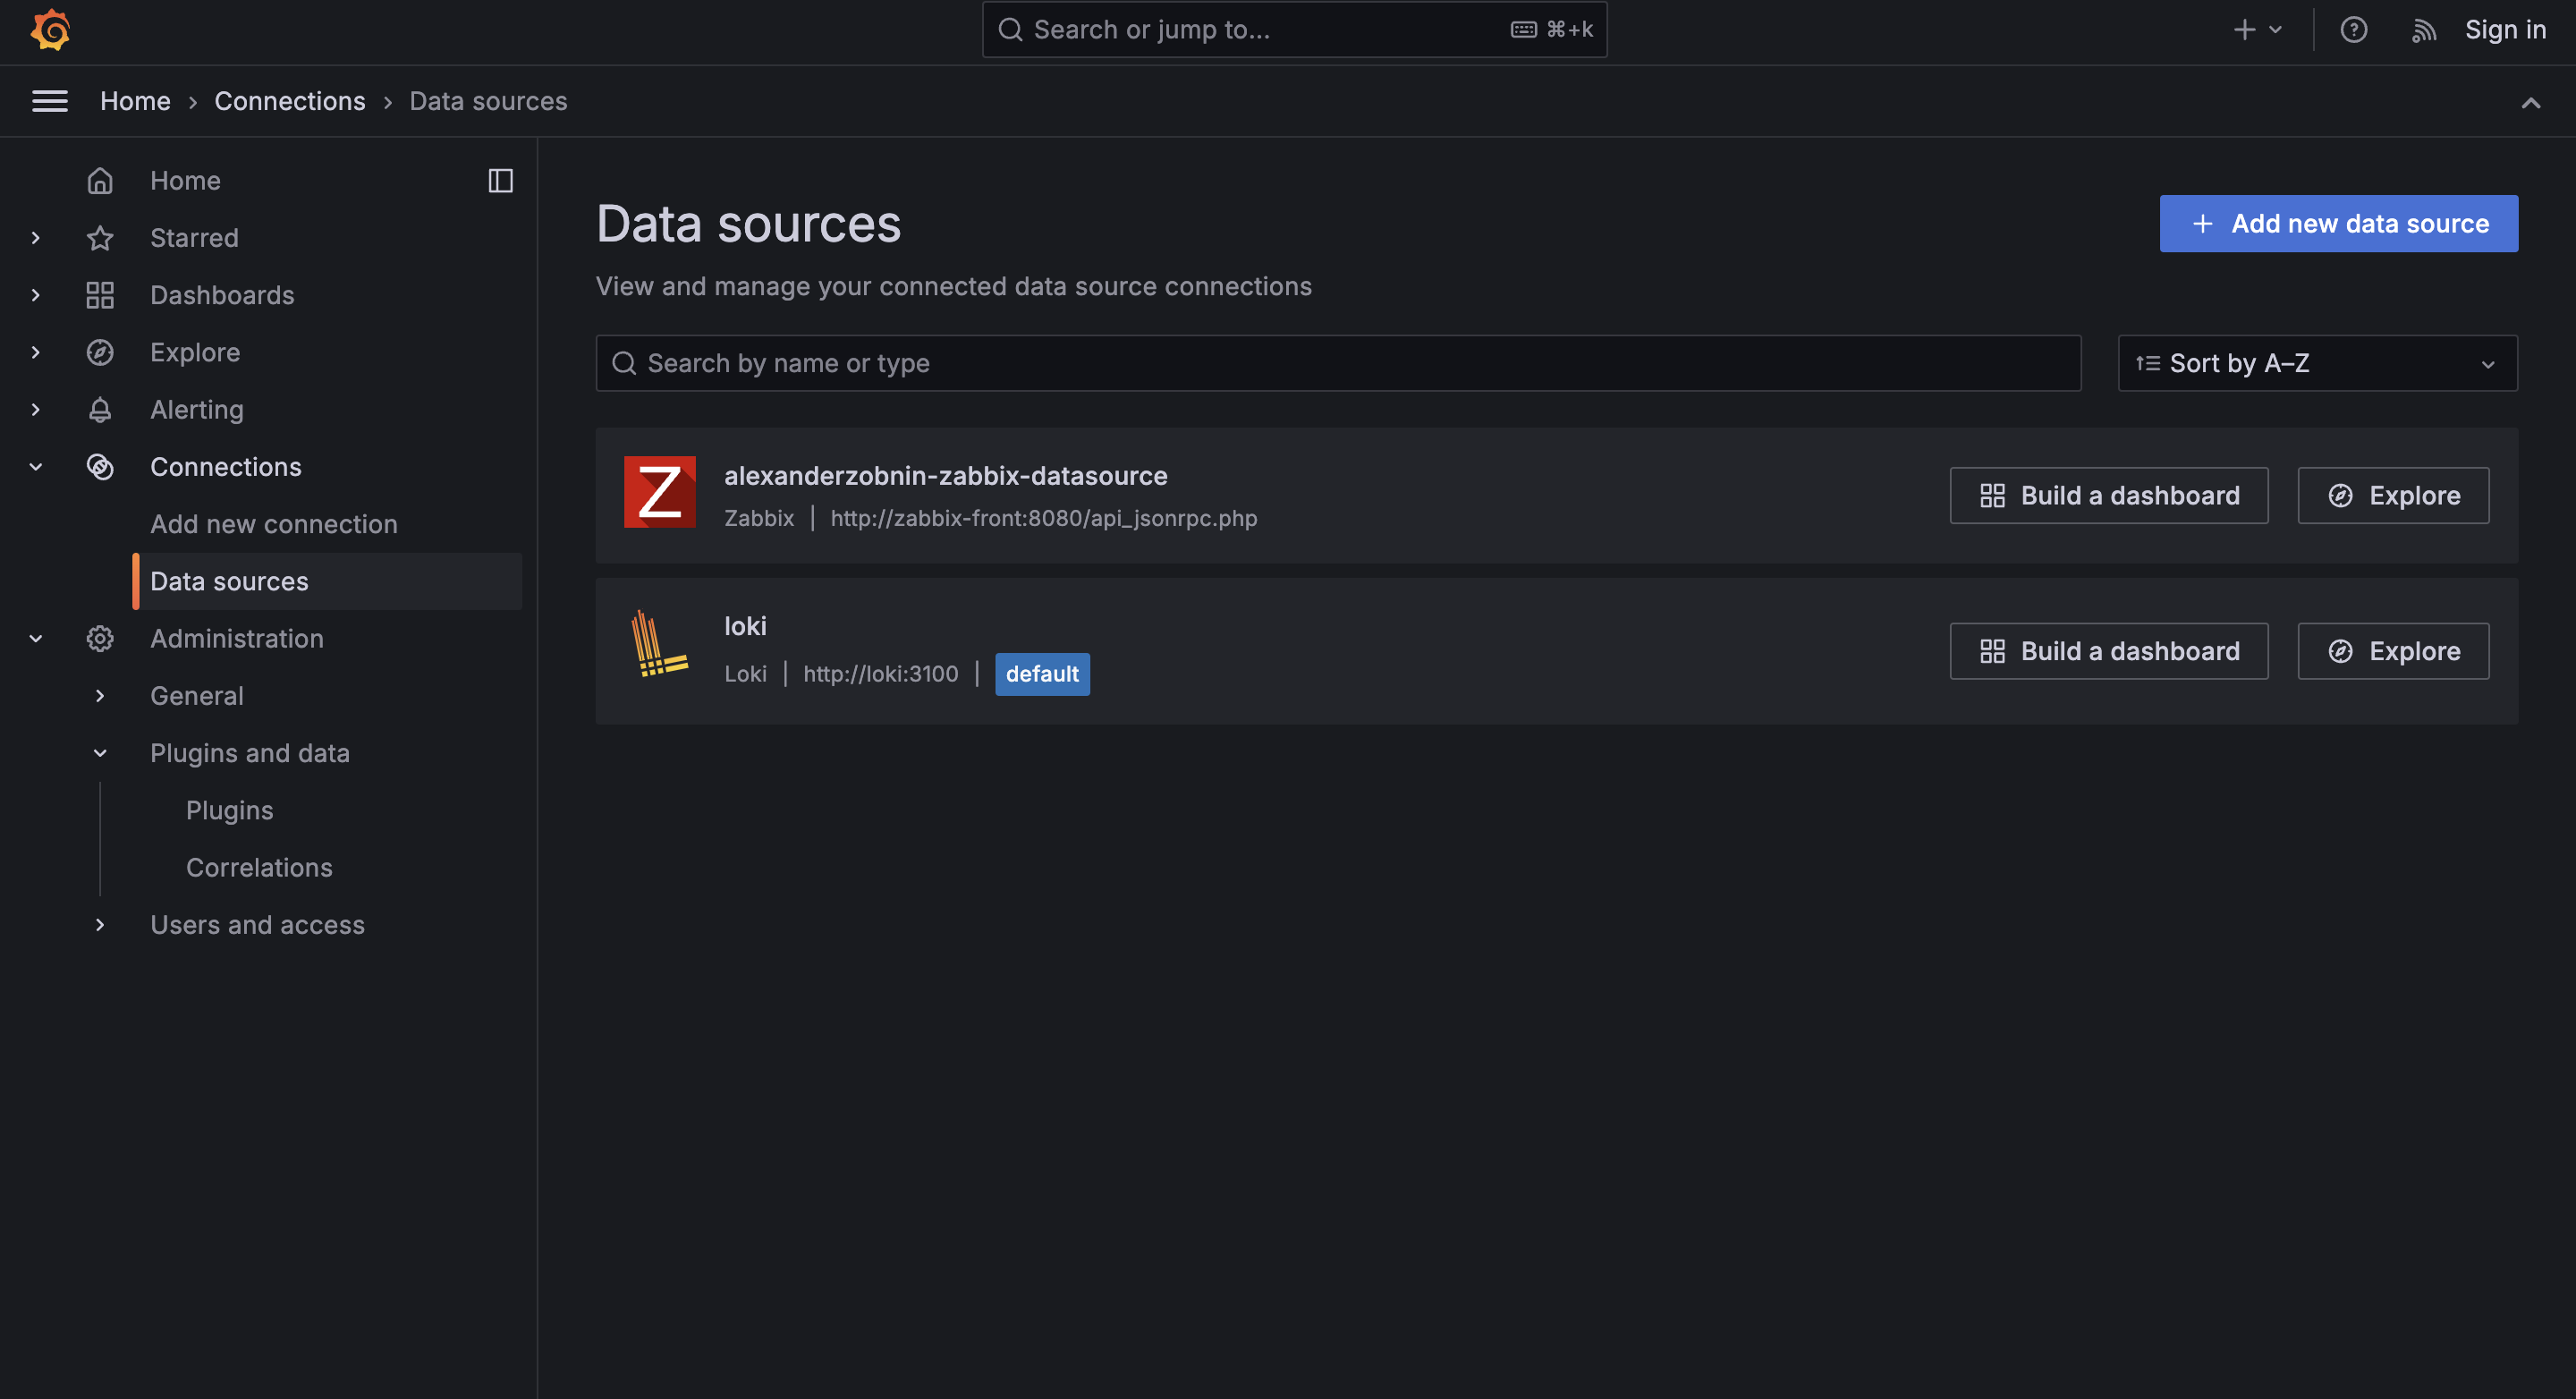 Search or jump to... ⌘+k Sign in
Home › Connections › Data sources
Home
Starred
Dashboards
Explore
Alerting
Connections
Add new connection
Data sources
Administration
General
Plugins and data
Plugins
Correlations
Users and access
Data sources
Add new data source
View and manage your connected data source connections
Search by name or type
Sort by A–Z
Z
alexanderzobnin-zabbix-datasource
Zabbix | http://zabbix-front:8080/api_jsonrpc.php
Build a dashboard
Explore
loki
Loki | http://loki:3100 | default
Build a dashboard
Explore